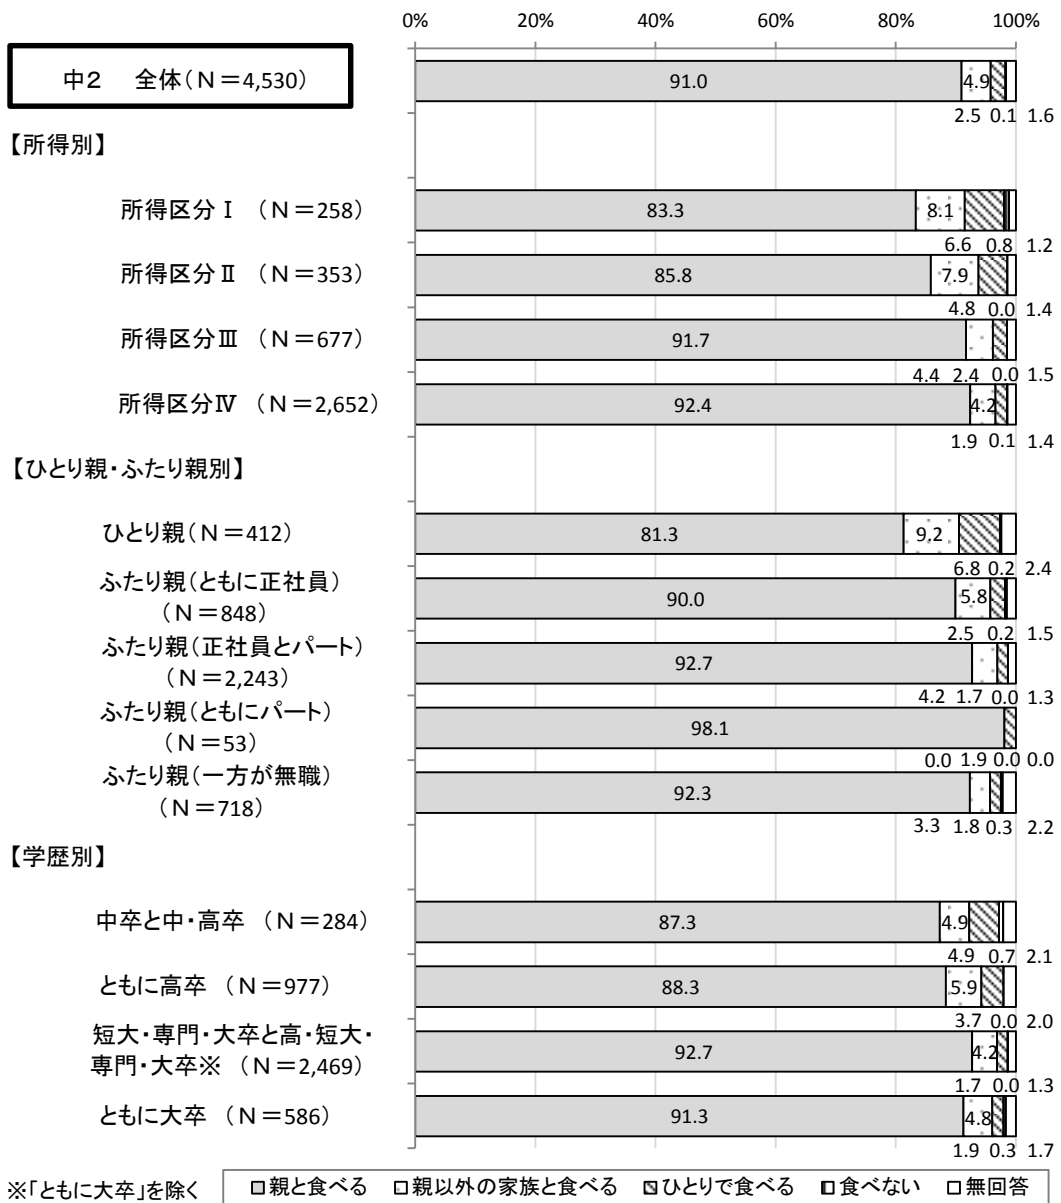 0% 20% 40% 60% 80% 100%
中2 全体(N=4,530)
91.0 4.9
2.5 0.1 1.6
【所得別】
所得区分Ⅰ (N=258)
83.3 8.1
6.6 0.8 1.2
所得区分Ⅱ (N=353)
85.8 7.9
4.8 0.0 1.4
所得区分Ⅲ (N=677)
91.7
4.4 2.4 0.0 1.5
所得区分Ⅳ (N=2,652)
92.4 4.2
1.9 0.1 1.4
【ひとり親・ふたり親別】
ひとり親(N=412)
81.3 9.2
6.8 0.2 2.4
ふたり親(ともに正社員)
(N=848)
90.0 5.8
2.5 0.2 1.5
ふたり親(正社員とパート)
(N=2,243)
92.7
4.2 1.7 0.0 1.3
ふたり親(ともにパート)
(N=53)
98.1
0.0 1.9 0.0 0.0
ふたり親(一方が無職)
(N=718)
92.3
3.3 1.8 0.3 2.2
【学歴別】
中卒と中・高卒 (N=284)
87.3 4.9
4.9 0.7 2.1
ともに高卒 (N=977)
88.3 5.9
3.7 0.0 2.0
短大・専門・大卒と高・短大・
専門・大卒※ (N=2,469)
92.7 4.2
1.7 0.0 1.3
ともに大卒 (N=586)
91.3 4.8
1.9 0.3 1.7
※「ともに大卒」を除く
親と食べる 親以外の家族と食べる ひとりで食べる 食べない 無回答